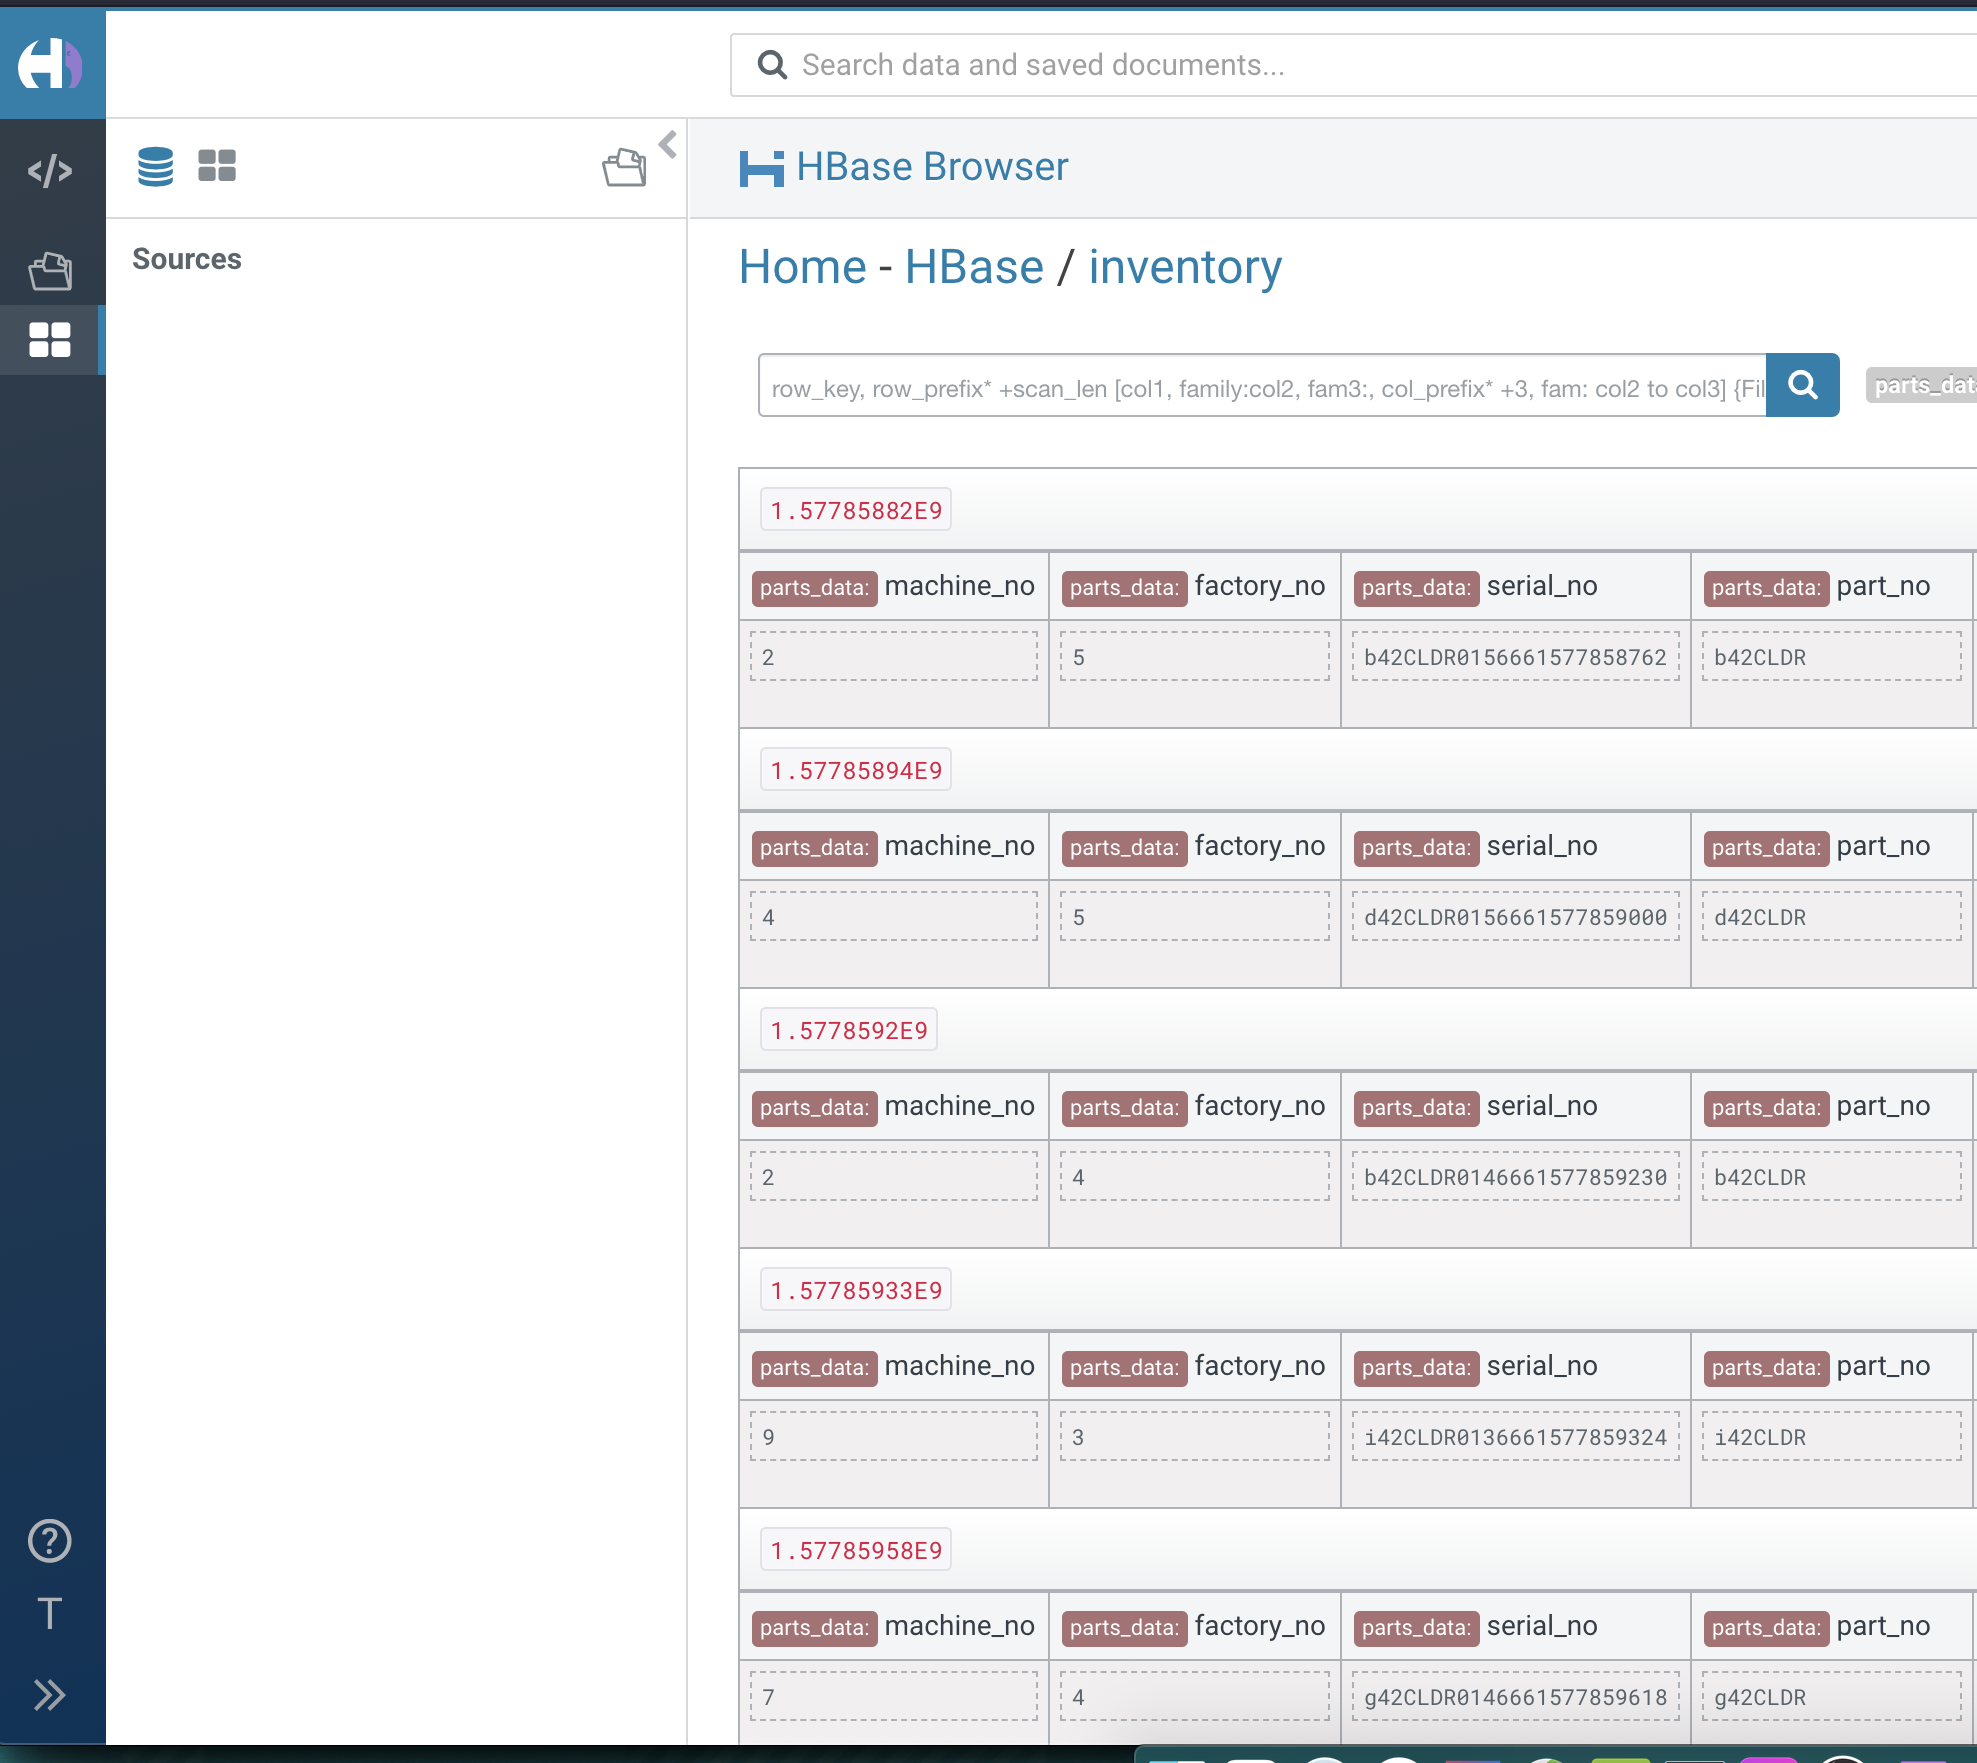 Search data and saved documents...
HBase Browser
Sources
Home - HBase / inventory
row_key, row_prefix* +scan_len [col1, family:col2, fam3:, col_prefix* +3, fam: col2 to col3] {Fil
parts_dat
1.57785882E9
parts_data: machine_no parts_data: factory_no parts_data: serial_no parts_data: part_no
2 5 b42CLDR0156661577858762 b42CLDR
1.57785894E9
parts_data: machine_no parts_data: factory_no parts_data: serial_no parts_data: part_no
4 5 d42CLDR0156661577859000 d42CLDR
1.5778592E9
parts_data: machine_no parts_data: factory_no parts_data: serial_no parts_data: part_no
2 4 b42CLDR0146661577859230 b42CLDR
1.57785933E9
parts_data: machine_no parts_data: factory_no parts_data: serial_no parts_data: part_no
9 3 i42CLDR0136661577859324 i42CLDR
1.57785958E9
parts_data: machine_no parts_data: factory_no parts_data: serial_no parts_data: part_no
7 4 g42CLDR0146661577859618 g42CLDR
T